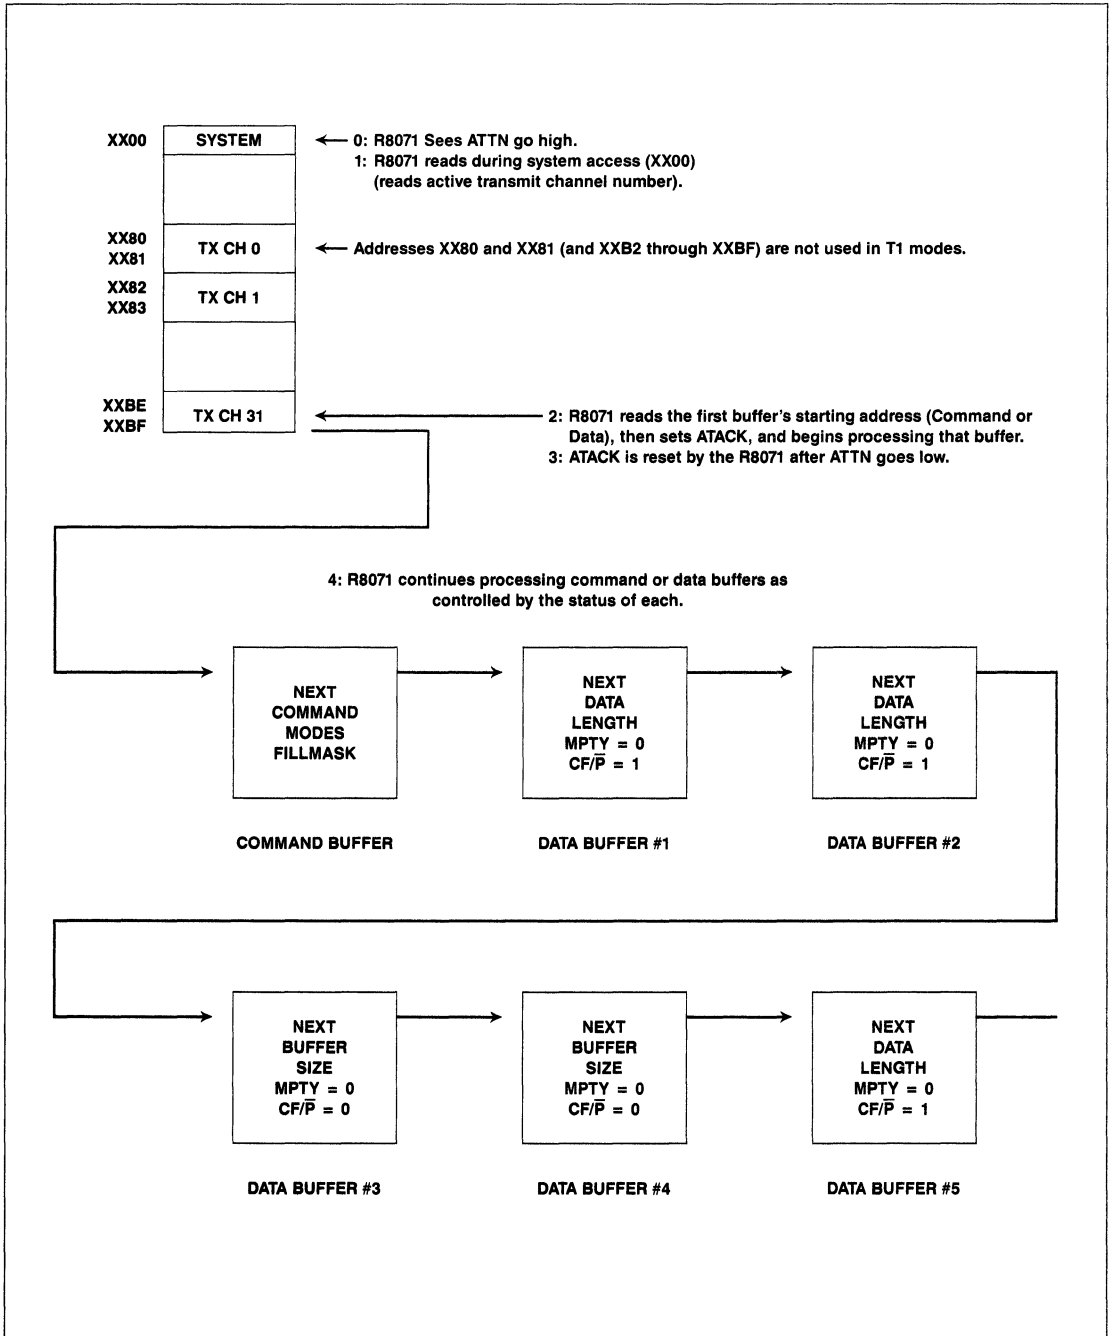 XX00 SYSTEM 0: R8071 Sees ATTN go high.
1: R8071 reads during system access (XX00)
(reads active transmit channel number).
XX80
XX81
TX CH 0
Addresses XX80 and XX81 (and XXB2 through XXBF) are not used in T1 modes.
XX82
XX83
TX CH 1
XXBE
XXBF
TX CH 31
2: R8071 reads the first buffer's starting address (Command or
Data), then sets ATACK, and begins processing that buffer.
3: ATACK is reset by the R8071 after ATTN goes low.
4: R8071 continues processing command or data buffers as
controlled by the status of each.
NEXT
COMMAND
MODES
FILLMASK
COMMAND BUFFER
NEXT
DATA
LENGTH
MPTY = 0
CF/P̅ = 1
DATA BUFFER #1
NEXT
DATA
LENGTH
MPTY = 0
CF/P̅ = 1
DATA BUFFER #2
NEXT
BUFFER
SIZE
MPTY = 0
CF/P̅ = 0
DATA BUFFER #3
NEXT
BUFFER
SIZE
MPTY = 0
CF/P̅ = 0
DATA BUFFER #4
NEXT
DATA
LENGTH
MPTY = 0
CF/P̅ = 1
DATA BUFFER #5